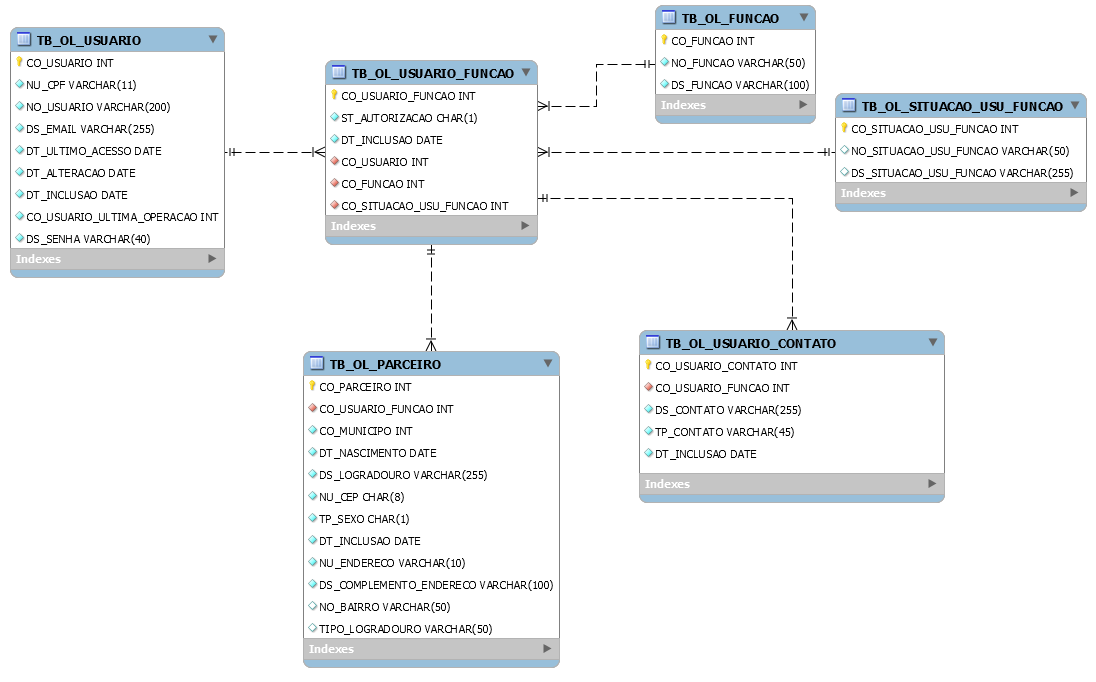 TB_OL_USUARIO
CO_USUARIO INT
NU_CPF VARCHAR(11)
NO_USUARIO VARCHAR(200)
DS_EMAIL VARCHAR(255)
DT_ULTIMO_ACESSO DATE
DT_ALTERACAO DATE
DT_INCLUSAO DATE
CO_USUARIO_ULTIMA_OPERACAO INT
DS_SENHA VARCHAR(40)
Indexes
TB_OL_USUARIO_FUNCAO
CO_USUARIO_FUNCAO INT
ST_AUTORIZACAO CHAR(1)
DT_INCLUSAO DATE
CO_USUARIO INT
CO_FUNCAO INT
CO_SITUACAO_USU_FUNCAO INT
Indexes
TB_OL_FUNCAO
CO_FUNCAO INT
NO_FUNCAO VARCHAR(50)
DS_FUNCAO VARCHAR(100)
Indexes
TB_OL_SITUACAO_USU_FUNCAO
CO_SITUACAO_USU_FUNCAO INT
NO_SITUACAO_USU_FUNCAO VARCHAR(50)
DS_SITUACAO_USU_FUNCAO VARCHAR(255)
Indexes
TB_OL_PARCEIRO
CO_PARCEIRO INT
CO_USUARIO_FUNCAO INT
CO_MUNICIPO INT
DT_NASCIMENTO DATE
DS_LOGRADOURO VARCHAR(255)
NU_CEP CHAR(8)
TP_SEXO CHAR(1)
DT_INCLUSAO DATE
NU_ENDERECO VARCHAR(10)
DS_COMPLEMENTO_ENDERECO VARCHAR(100)
NO_BAIRRO VARCHAR(50)
TIPO_LOGRADOURO VARCHAR(50)
Indexes
TB_OL_USUARIO_CONTATO
CO_USUARIO_CONTATO INT
CO_USUARIO_FUNCAO INT
DS_CONTATO VARCHAR(255)
TP_CONTATO VARCHAR(45)
DT_INCLUSAO DATE
Indexes